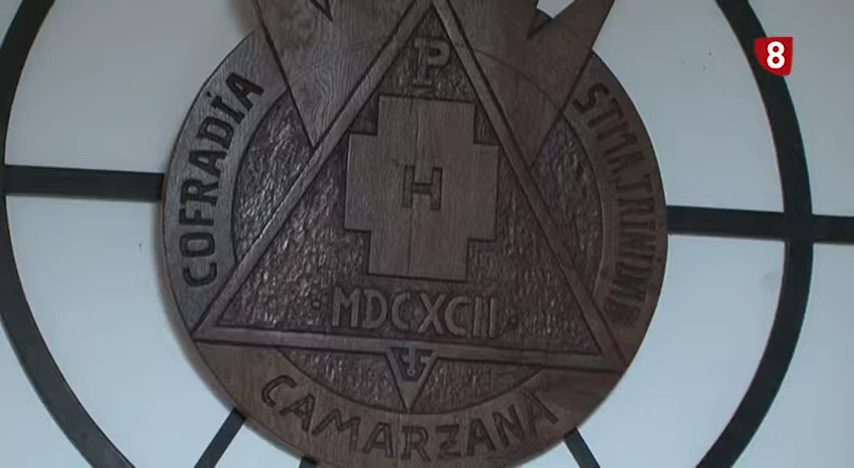 8
COFRADÍA
STMA.TRINIDAD
P
H
MDCXCII
CAMARZANA